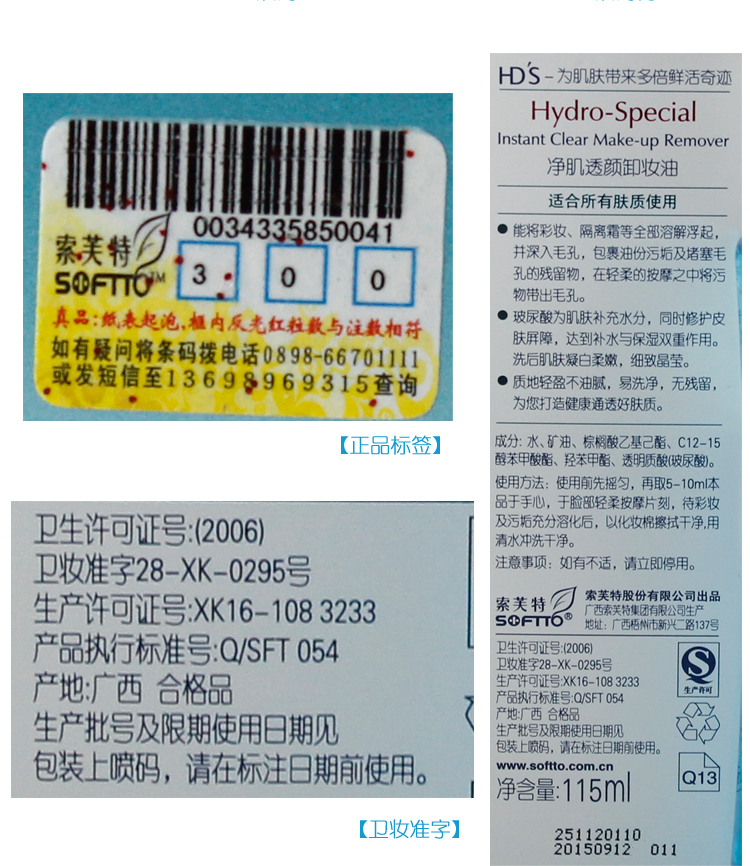 0034335850041
索芙特
SOFTTO™
3 0 0
真品:纸表起泡,框内反光红粒数与注数相符
如有疑问将条码拨电话0898-66701111
或发短信至13698969315查询
【正品标签】
卫生许可证号:(2006)
卫妆准字28-XK-0295号
生产许可证号:XK16-108 3233
产品执行标准号:Q/SFT 054
产地:广西 合格品
生产批号及限期使用日期见
包装上喷码，请在标注日期前使用。
【卫妆准字】
HD'S－为肌肤带来多倍鲜活奇迹
Hydro-Special
Instant Clear Make-up Remover
净肌透颜卸妆油
适合所有肤质使用
● 能将彩妆、隔离霜等全部溶解浮起，
并深入毛孔，包裹油份污垢及堵塞毛
孔的残留物，在轻柔的按摩之中将污
物带出毛孔。
● 玻尿酸为肌肤补充水分，同时修护皮
肤屏障，达到补水与保湿双重作用。
洗后肌肤凝白柔嫩，细致晶莹。
● 质地轻盈不油腻，易洗净，无残留，
为您打造健康通透好肤质。
成分: 水、矿油、棕榈酸乙基己酯、C12-15
醇苯甲酸酯、羟苯甲酯、透明质酸(玻尿酸)。
使用方法：使用前先摇匀，再取5-10ml本
品于手心，于脸部轻柔按摩片刻，待彩妆
及污垢充分溶化后，以化妆棉擦拭干净,用
清水冲洗干净。
注意事项：如有不适，请立即停用。
索芙特
SOFTTO®
索芙特股份有限公司出品
广西索芙特集团有限公司生产
地址：广西梧州市新兴二路137号
卫生许可证号:(2006)
卫妆准字28-XK-0295号
生产许可证号:XK16-108 3233
产品执行标准号:Q/SFT 054
产地:广西 合格品
生产批号及限期使用日期见
包装上喷码，请在标注日期前使用。
生产许可
www.softto.com.cn
净含量:115ml
Q13
251120110
20150912 011